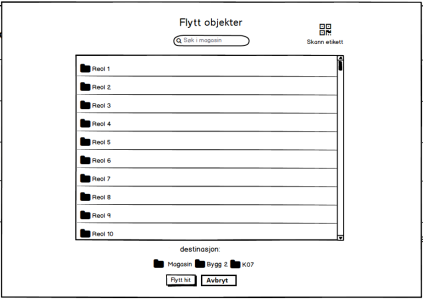 Flytt objekter
Søk i magasin
Skann etikett
Reol 1
Reol 2
Reol 3
Reol 4
Reol 5
Reol 6
Reol 7
Reol 8
Reol 9
Reol 10
destinasjon:
Magasin Bygg 2 K07
Flytt hit Avbryt